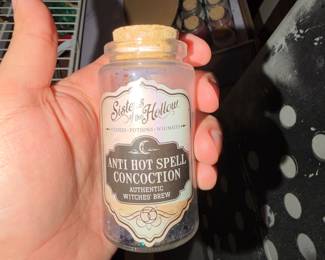 Sisters
of the Hollow
POTIONS
ANTI HOT SPELL
CONCOCTION
AUTHENTIC
WITCHES' BREW